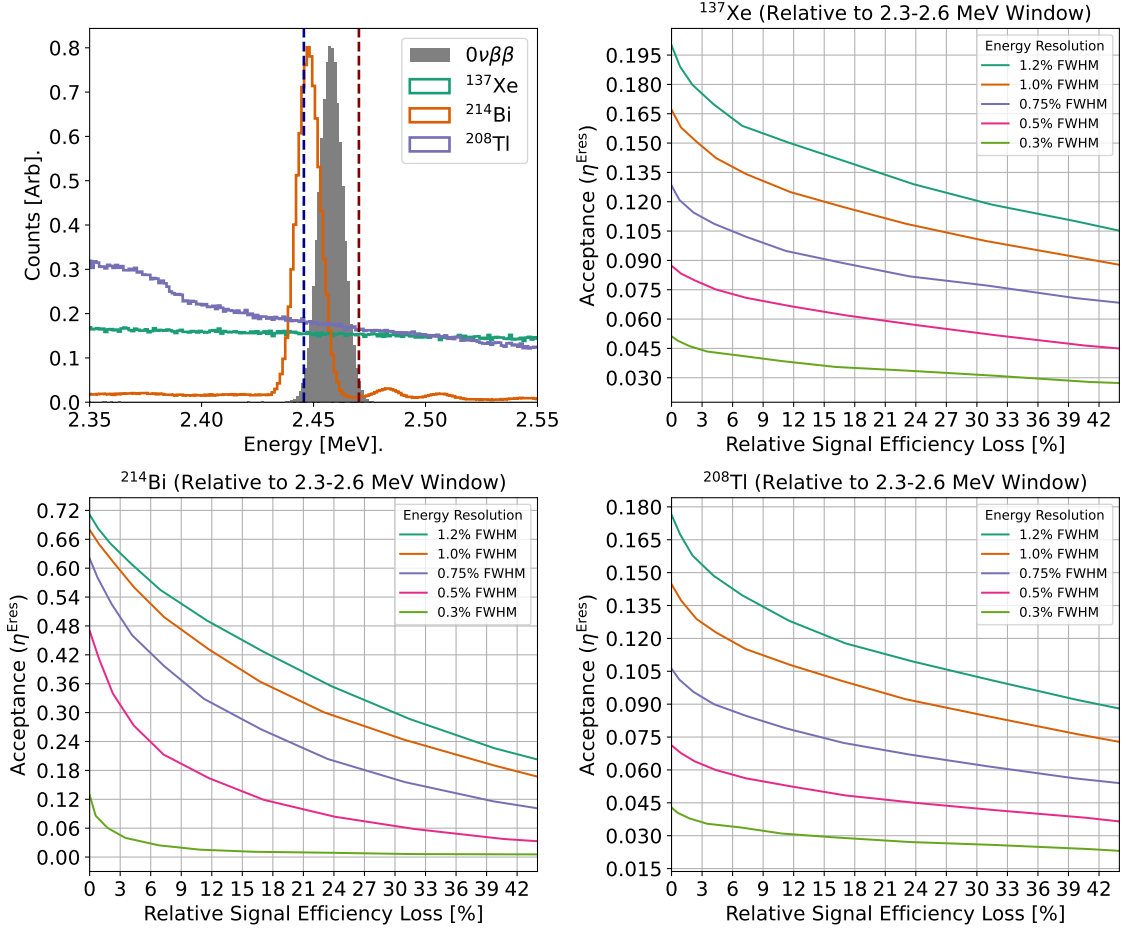 0.8
0.7
0.6
0.5
0.4
0.3
0.2
0.1
0.0
Counts [Arb].
2.35
2.40
2.45
2.50
2.55
Energy [MeV].
0νββ
¹³⁷Xe
²¹⁴Bi
²⁰⁸Tl
¹³⁷Xe (Relative to 2.3-2.6 MeV Window)
0.195
0.180
0.165
0.150
0.135
0.120
0.105
0.090
0.075
0.060
0.045
0.030
Acceptance (η^Eres)
0
3
6
9
12
15
18
21
24
27
30
33
36
39
42
Relative Signal Efficiency Loss [%]
Energy Resolution
1.2% FWHM
1.0% FWHM
0.75% FWHM
0.5% FWHM
0.3% FWHM
²¹⁴Bi (Relative to 2.3-2.6 MeV Window)
0.72
0.66
0.60
0.54
0.48
0.42
0.36
0.30
0.24
0.18
0.12
0.06
0.00
Acceptance (η^Eres)
0
3
6
9
12
15
18
21
24
27
30
33
36
39
42
Relative Signal Efficiency Loss [%]
Energy Resolution
1.2% FWHM
1.0% FWHM
0.75% FWHM
0.5% FWHM
0.3% FWHM
²⁰⁸Tl (Relative to 2.3-2.6 MeV Window)
0.180
0.165
0.150
0.135
0.120
0.105
0.090
0.075
0.060
0.045
0.030
0.015
Acceptance (η^Eres)
0
3
6
9
12
15
18
21
24
27
30
33
36
39
42
Relative Signal Efficiency Loss [%]
Energy Resolution
1.2% FWHM
1.0% FWHM
0.75% FWHM
0.5% FWHM
0.3% FWHM